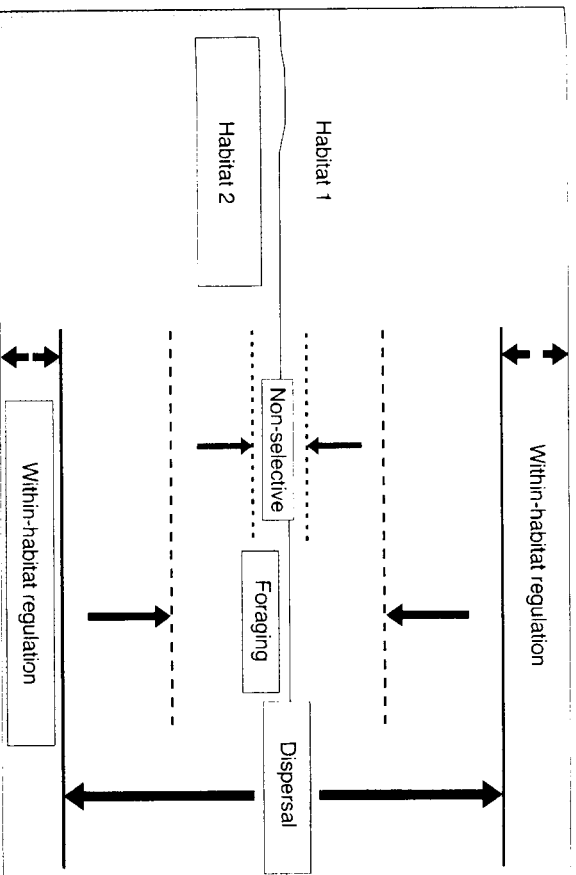 Within-habitat regulation
Habitat 1
Non-selective
Foraging
Dispersal
Habitat 2
Within-habitat regulation